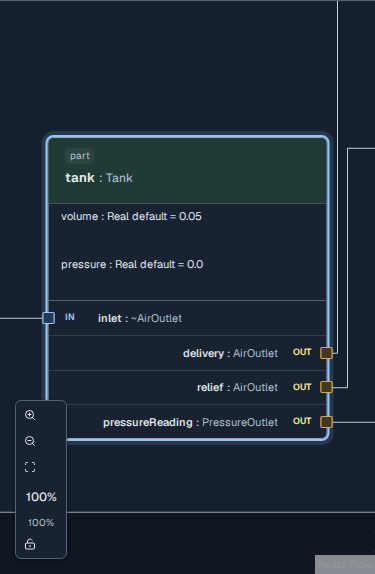 part
tank : Tank
volume : Real default = 0.05
pressure : Real default = 0.0
IN inlet : ~AirOutlet
delivery : AirOutlet OUT
relief : AirOutlet OUT
pressureReading : PressureOutlet OUT
100%
100%
React Flow